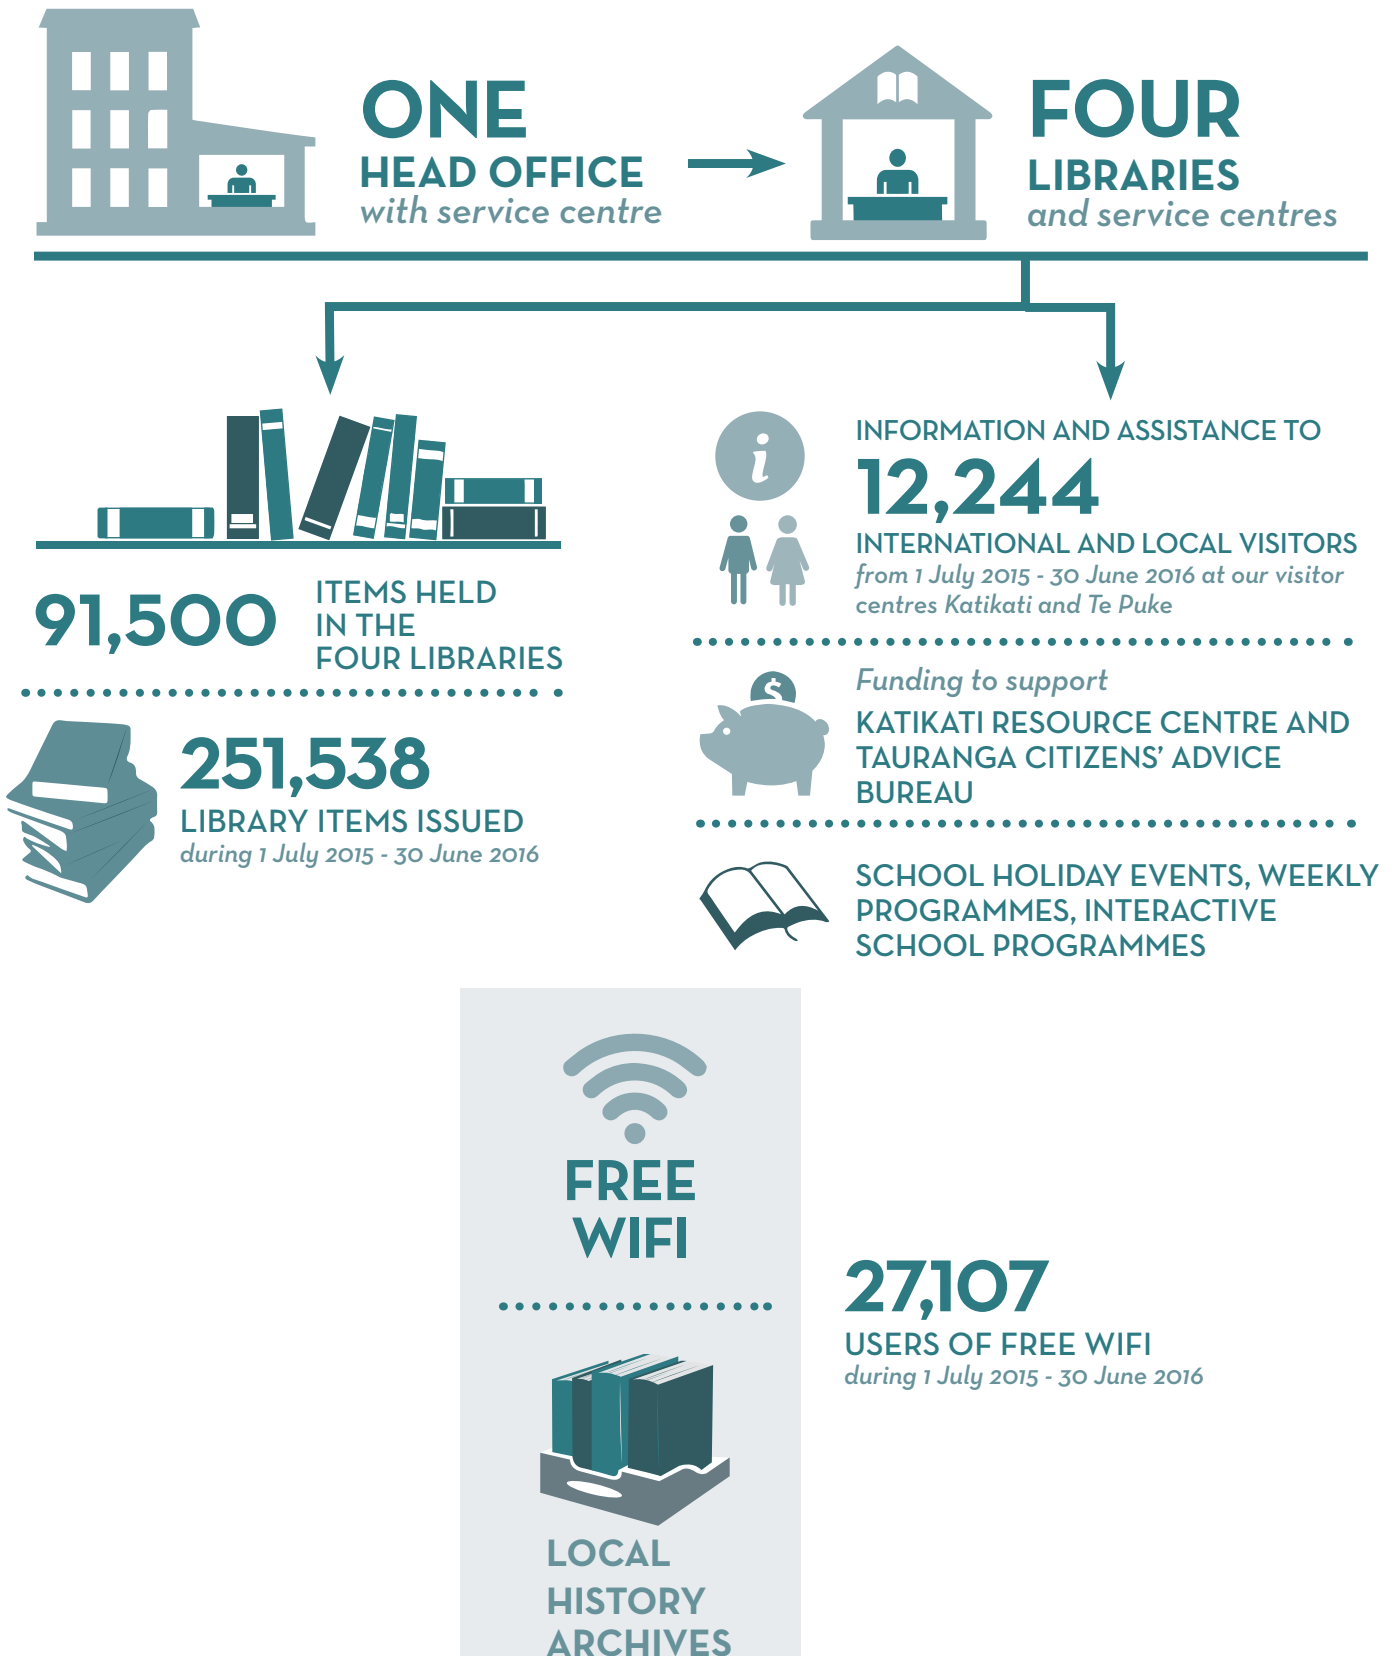 ONE
HEAD OFFICE
with service centre
FOUR
LIBRARIES
and service centres
91,500
ITEMS HELD
IN THE
FOUR LIBRARIES
251,538
LIBRARY ITEMS ISSUED
during 1 July 2015 - 30 June 2016
i
INFORMATION AND ASSISTANCE TO
12,244
INTERNATIONAL AND LOCAL VISITORS
from 1 July 2015 - 30 June 2016 at our visitor
centres Katikati and Te Puke
$
Funding to support
KATIKATI RESOURCE CENTRE AND
TAURANGA CITIZENS’ ADVICE
BUREAU
SCHOOL HOLIDAY EVENTS, WEEKLY
PROGRAMMES, INTERACTIVE
SCHOOL PROGRAMMES
FREE
WIFI
27,107
USERS OF FREE WIFI
during 1 July 2015 - 30 June 2016
LOCAL
HISTORY
ARCHIVES